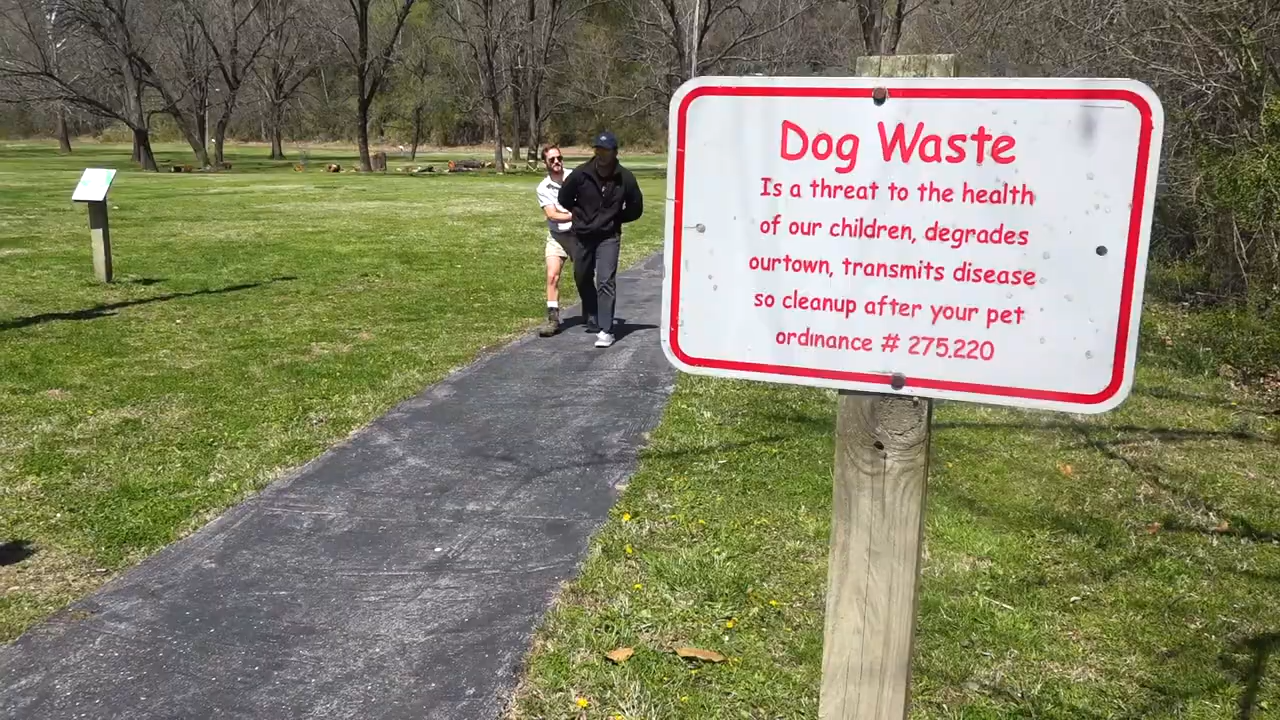 Dog Waste
Is a threat to the health
of our children, degrades
ourtown, transmits disease
so cleanup after your pet
ordinance # 275.220